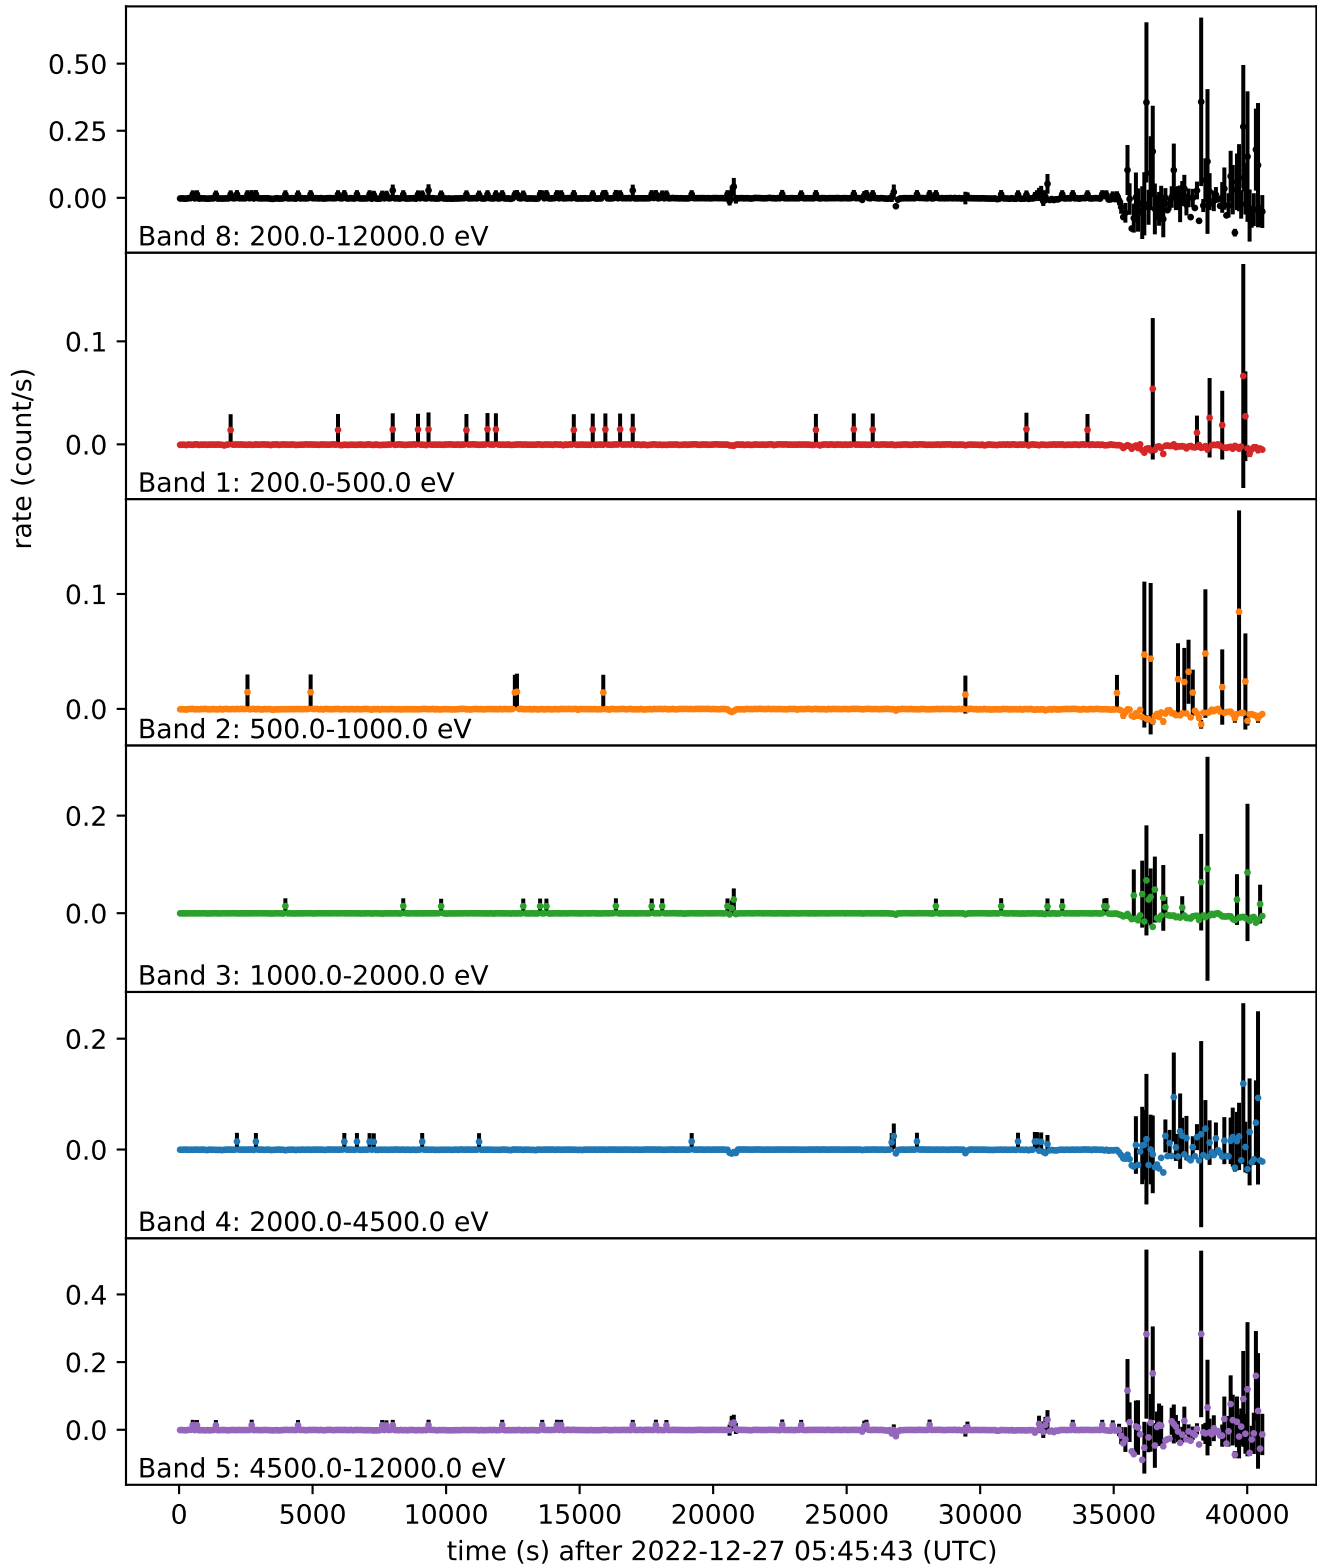 rate (count/s)
0.50
0.25
0.00
Band 8: 200.0-12000.0 eV
0.1
0.0
Band 1: 200.0-500.0 eV
0.1
0.0
Band 2: 500.0-1000.0 eV
0.2
0.0
Band 3: 1000.0-2000.0 eV
0.2
0.0
Band 4: 2000.0-4500.0 eV
0.4
0.2
0.0
Band 5: 4500.0-12000.0 eV
0 5000 10000 15000 20000 25000 30000 35000 40000
time (s) after 2022-12-27 05:45:43 (UTC)